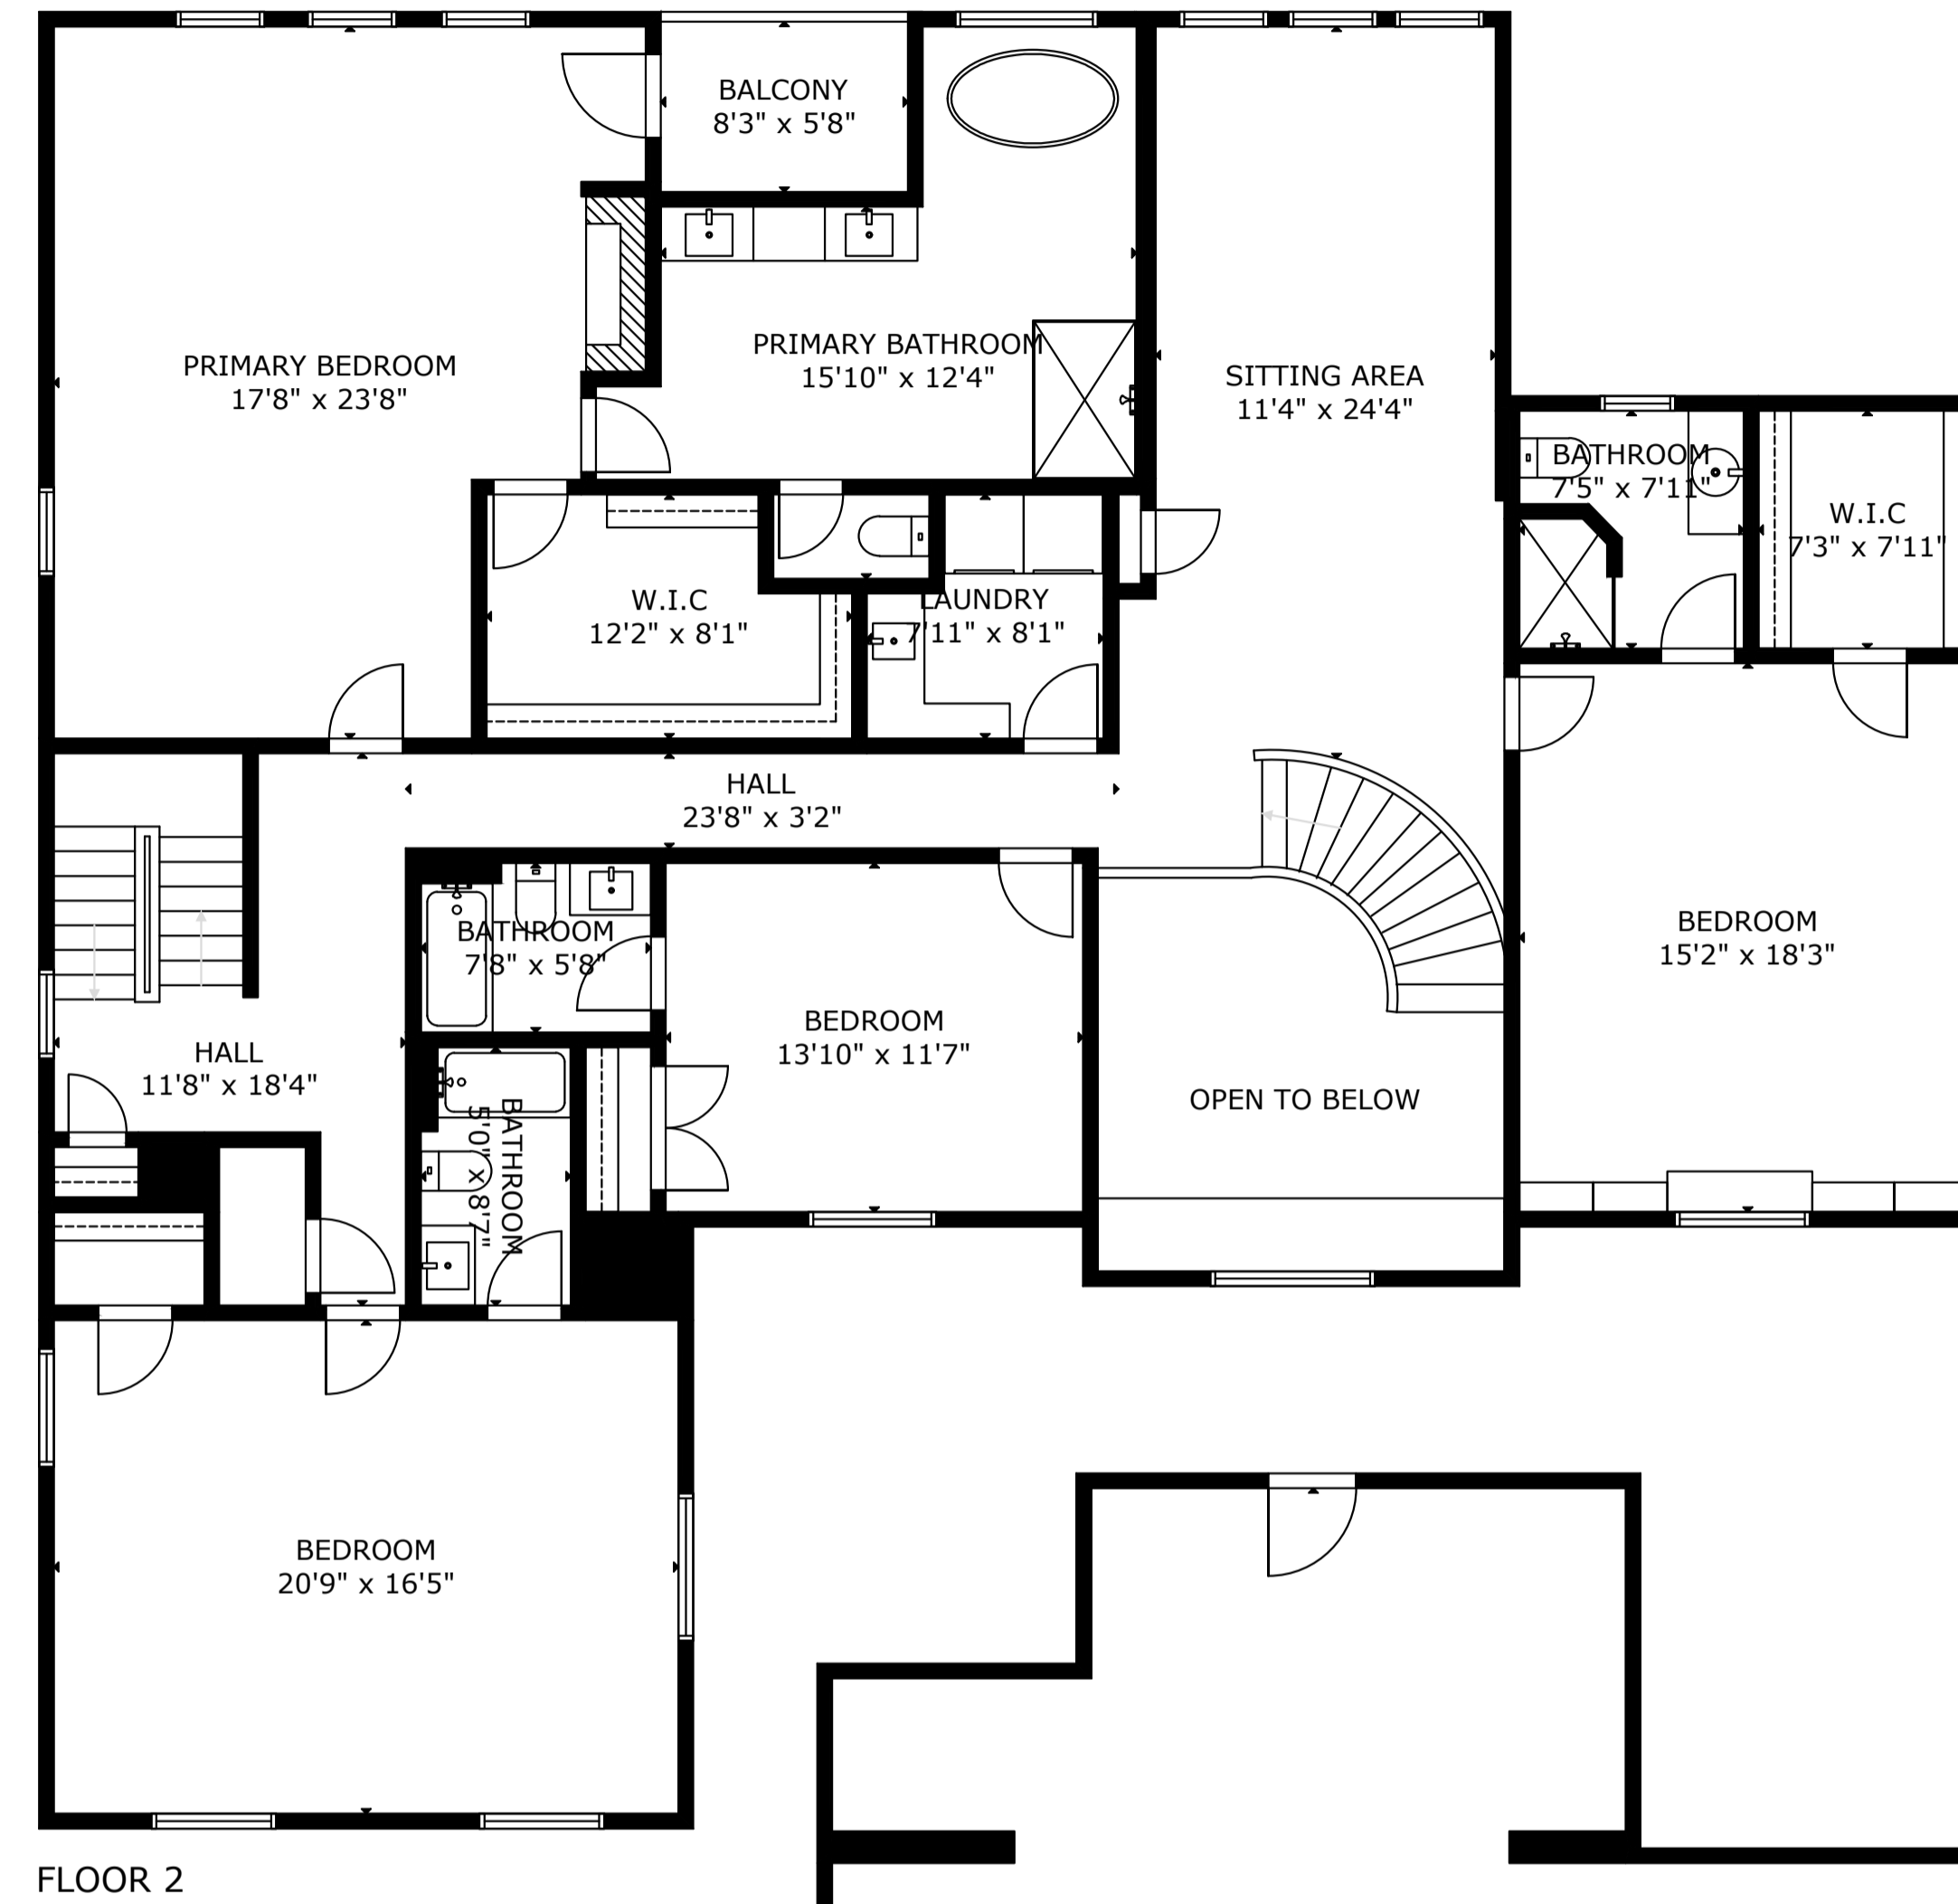 BALCONY
8'3" x 5'8"
PRIMARY BEDROOM
17'8" x 23'8"
PRIMARY BATHROOM
15'10" x 12'4"
SITTING AREA
11'4" x 24'4"
BATHROOM
7'5" x 7'11"
W.I.C
7'3" x 7'11"
W.I.C
12'2" x 8'1"
LAUNDRY
7'11" x 8'1"
HALL
23'8" x 3'2"
BATHROOM
7'8" x 5'8"
BEDROOM
15'2" x 18'3"
BEDROOM
13'10" x 11'7"
HALL
11'8" x 18'4"
OPEN TO BELOW
BATHROOM
5'0" x 8'7"
BEDROOM
20'9" x 16'5"
FLOOR 2